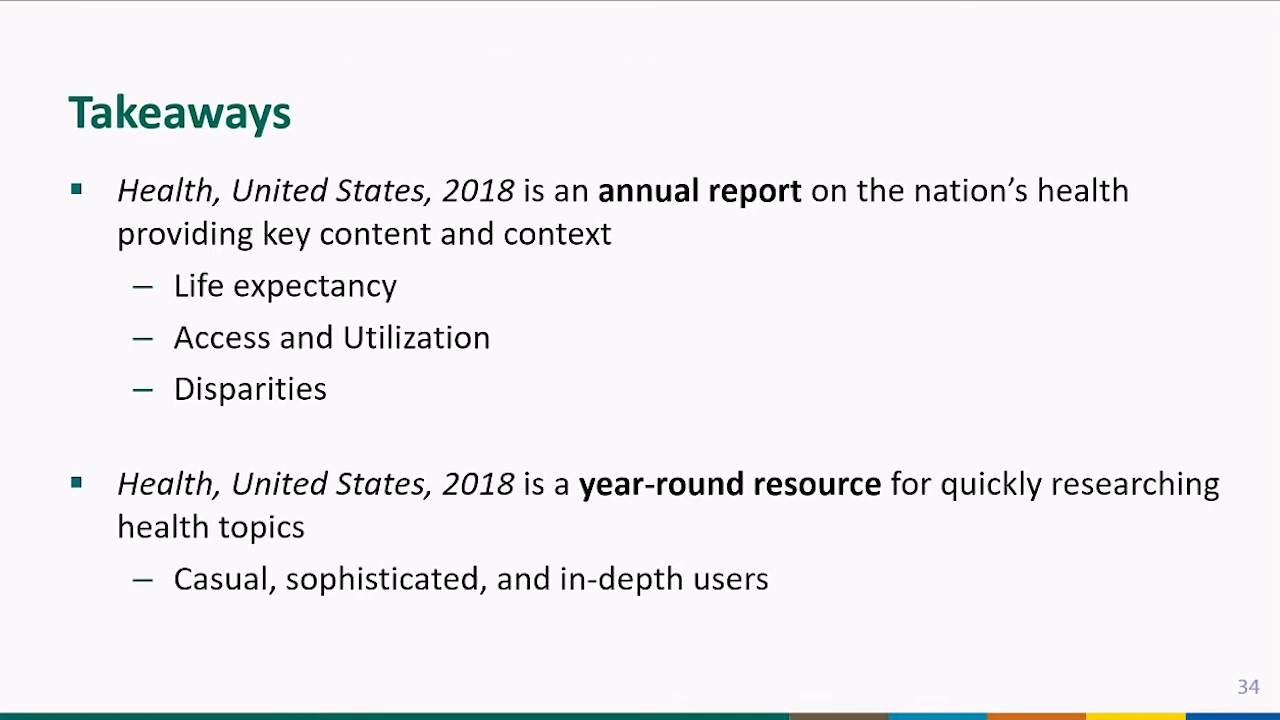 Takeaways
▪ Health, United States, 2018 is an annual report on the nation’s health
providing key content and context
– Life expectancy
– Access and Utilization
– Disparities
▪ Health, United States, 2018 is a year-round resource for quickly researching
health topics
– Casual, sophisticated, and in-depth users
34